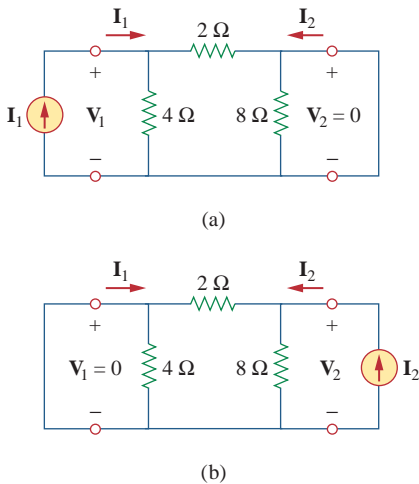 I1 I2
2 Ω
+ +
I1 V1 4 Ω 8 Ω V2 = 0
– –
(a)
I1 I2
2 Ω
+ +
V1 = 0 4 Ω 8 Ω V2 I2
– –
(b)